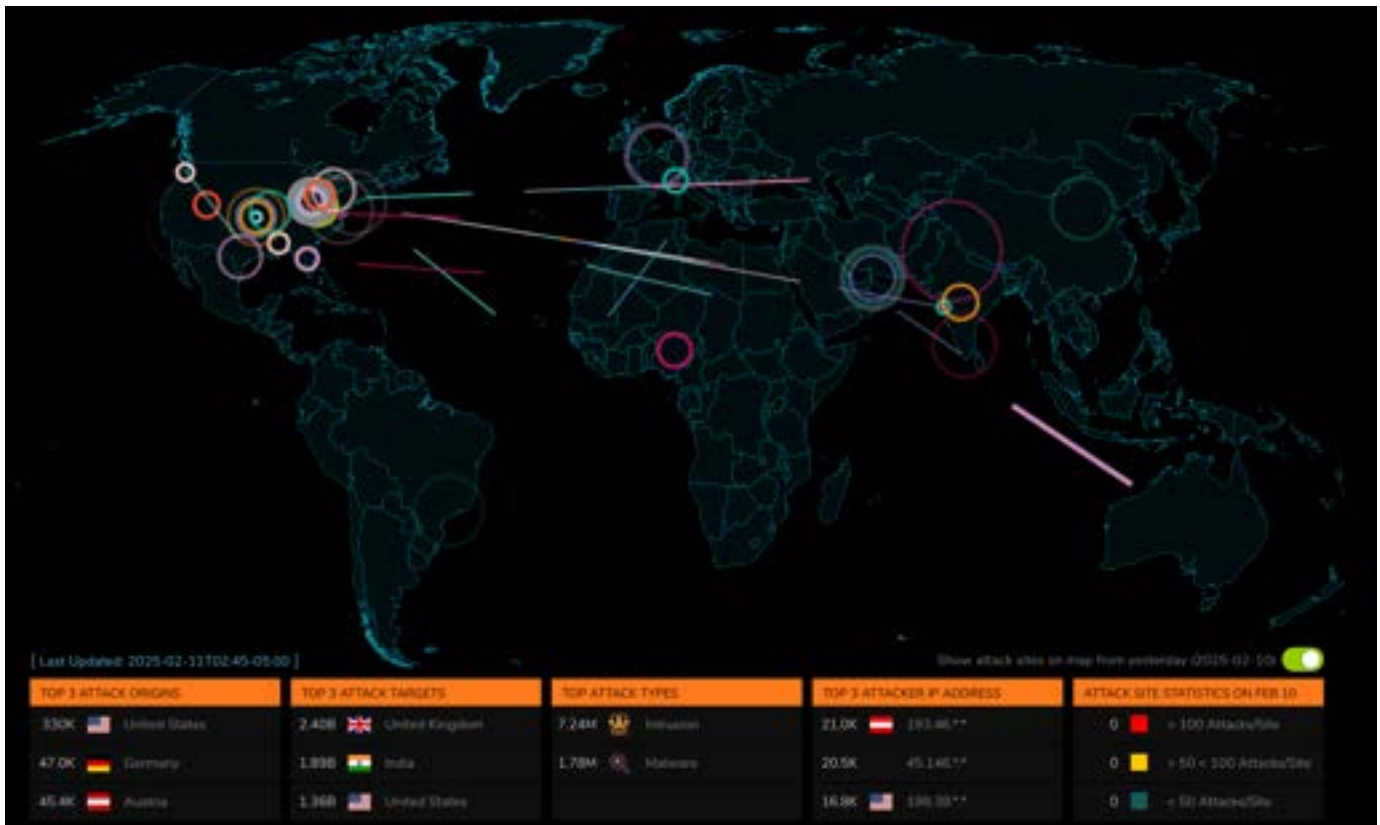 [ Last Updated: 2025-02-11T02:45-05:00 ]
Show attack sites on map from yesterday (2025-02-10)
TOP 3 ATTACK ORIGINS
330K United States
47.0K Germany
45.4K Austria
TOP 3 ATTACK TARGETS
2.40B United Kingdom
1.89B India
1.36B United States
TOP ATTACK TYPES
7.24M Intrusion
1.78M Malware
TOP 3 ATTACKER IP ADDRESS
21.0K 193.46.*.*
20.5K 45.146.*.*
16.8K
ATTACK SITE STATISTICS ON FEB 10
0 > 100 Attacks/Site
0 > 50 < 100 Attacks/Site
0 < 50 Attacks/Site